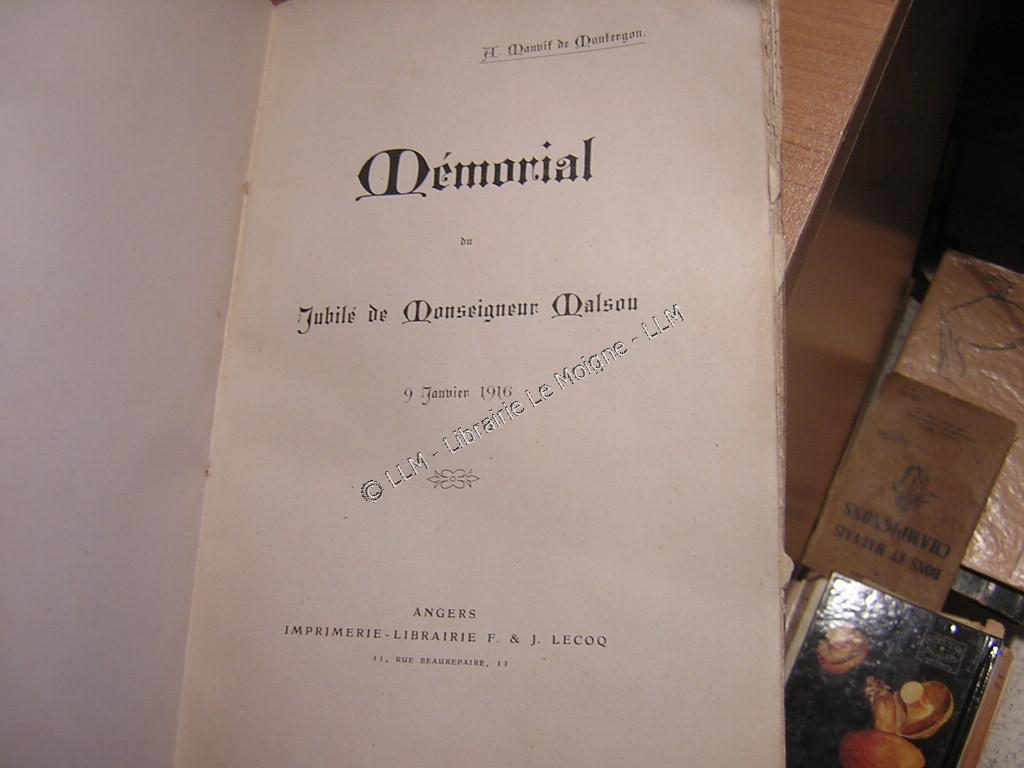 A. Manvif de Montergon.
Mémorial
du
Jubilé de Monseigneur Malsou
9 Janvier 1916
© LLM - Librairie Le Moigne - LLM
ANGERS
IMPRIMERIE-LIBRAIRIE F. & J. LECOQ
11, RUE BEAUREPAIRE, 11
BONS ET MAUVAIS
CHAMPIGNONS